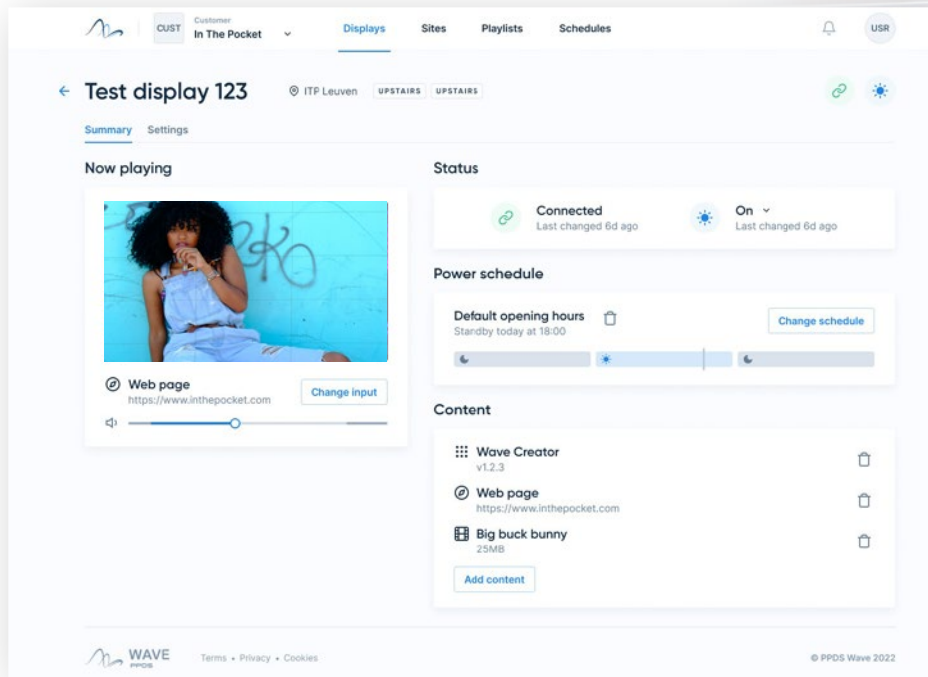 CUST
Customer
In The Pocket
Displays
Sites
Playlists
Schedules
USR
Test display 123
ITP Leuven
UPSTAIRS
UPSTAIRS
Summary
Settings
Now playing
Web page
https://www.inthepocket.com
Change input
Status
Connected
Last changed 6d ago
On
Last changed 6d ago
Power schedule
Default opening hours
Standby today at 18:00
Change schedule
Content
Wave Creator
v1.2.3
Web page
https://www.inthepocket.com
Big buck bunny
25MB
Add content
WAVE
PPDS
Terms • Privacy • Cookies
© PPDS Wave 2022